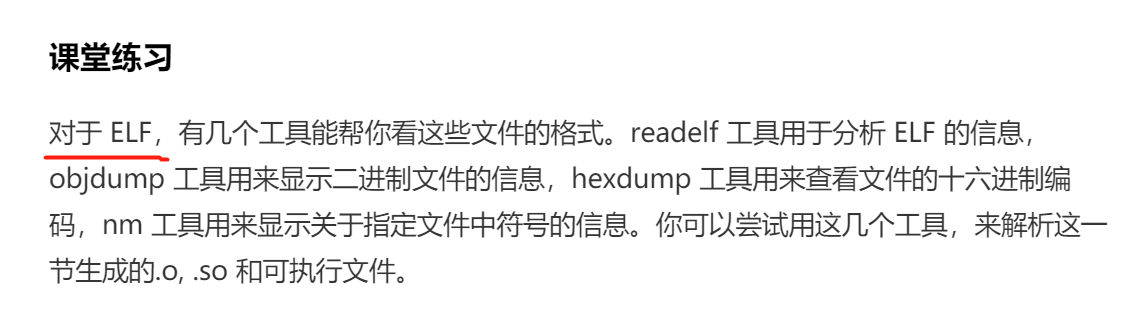 课堂练习
对于 ELF，有几个工具能帮你看这些文件的格式。readelf 工具用于分析 ELF 的信息，
objdump 工具用来显示二进制文件的信息，hexdump 工具用来查看文件的十六进制编
码，nm 工具用来显示关于指定文件中符号的信息。你可以尝试用这几个工具，来解析这一
节生成的.o, .so 和可执行文件。